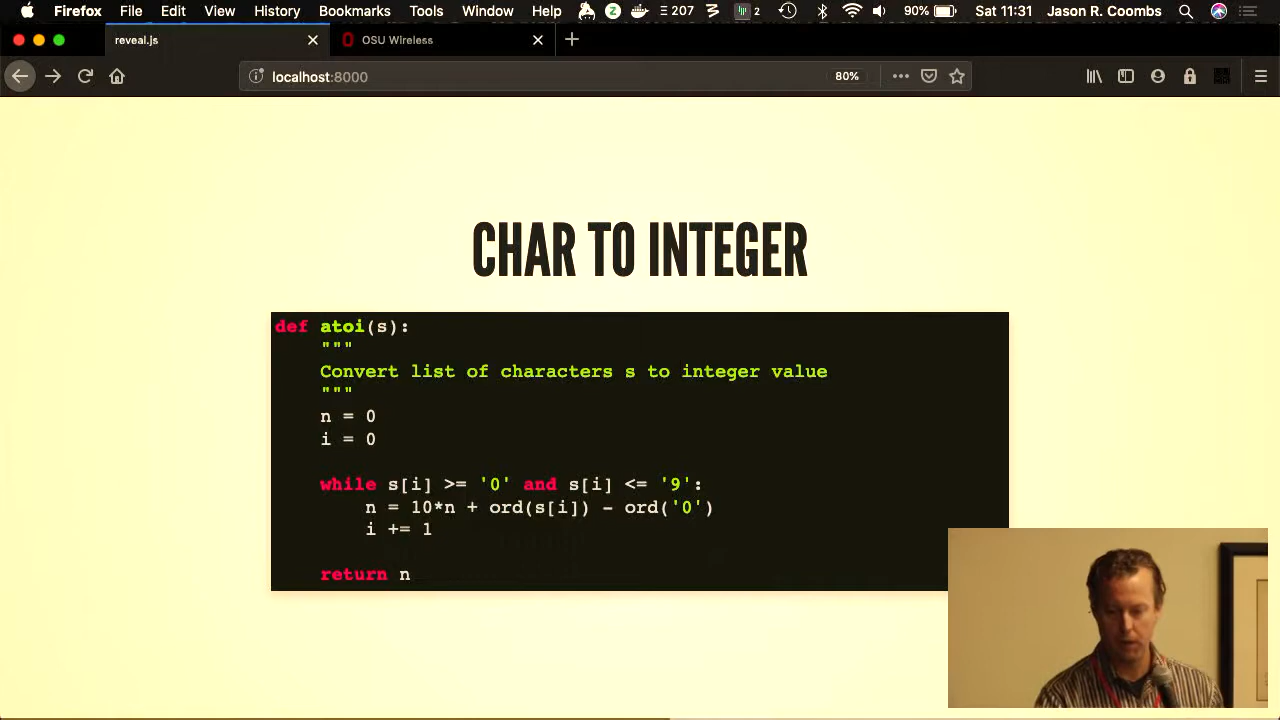 Firefox File Edit View History Bookmarks Tools Window Help 207 2 90% Sat 11:31 Jason R. Coombs
reveal.js OSU Wireless
localhost:8000 80%
CHAR TO INTEGER
def atoi(s):
"""
Convert list of characters s to integer value
"""
n = 0
i = 0
while s[i] >= '0' and s[i] <= '9':
n = 10*n + ord(s[i]) - ord('0')
i += 1
return n